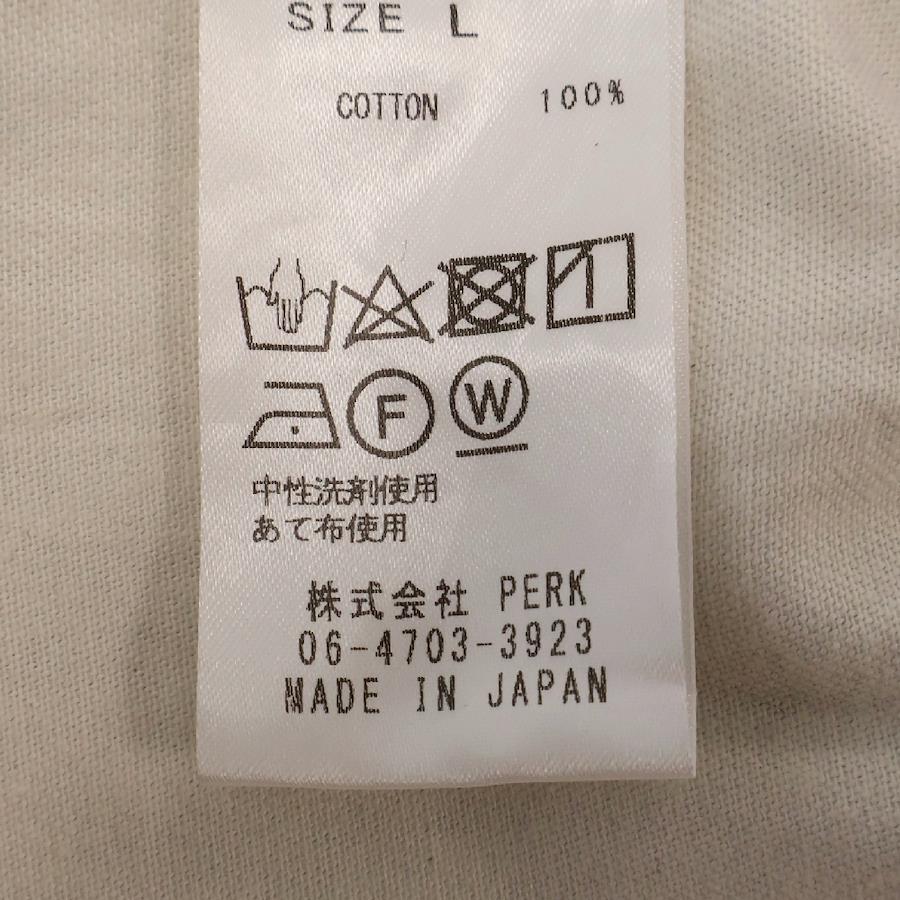 SIZE L
COTTON 100%
F W
中性洗剤使用
あて布使用
株式会社 PERK
06-4703-3923
MADE IN JAPAN